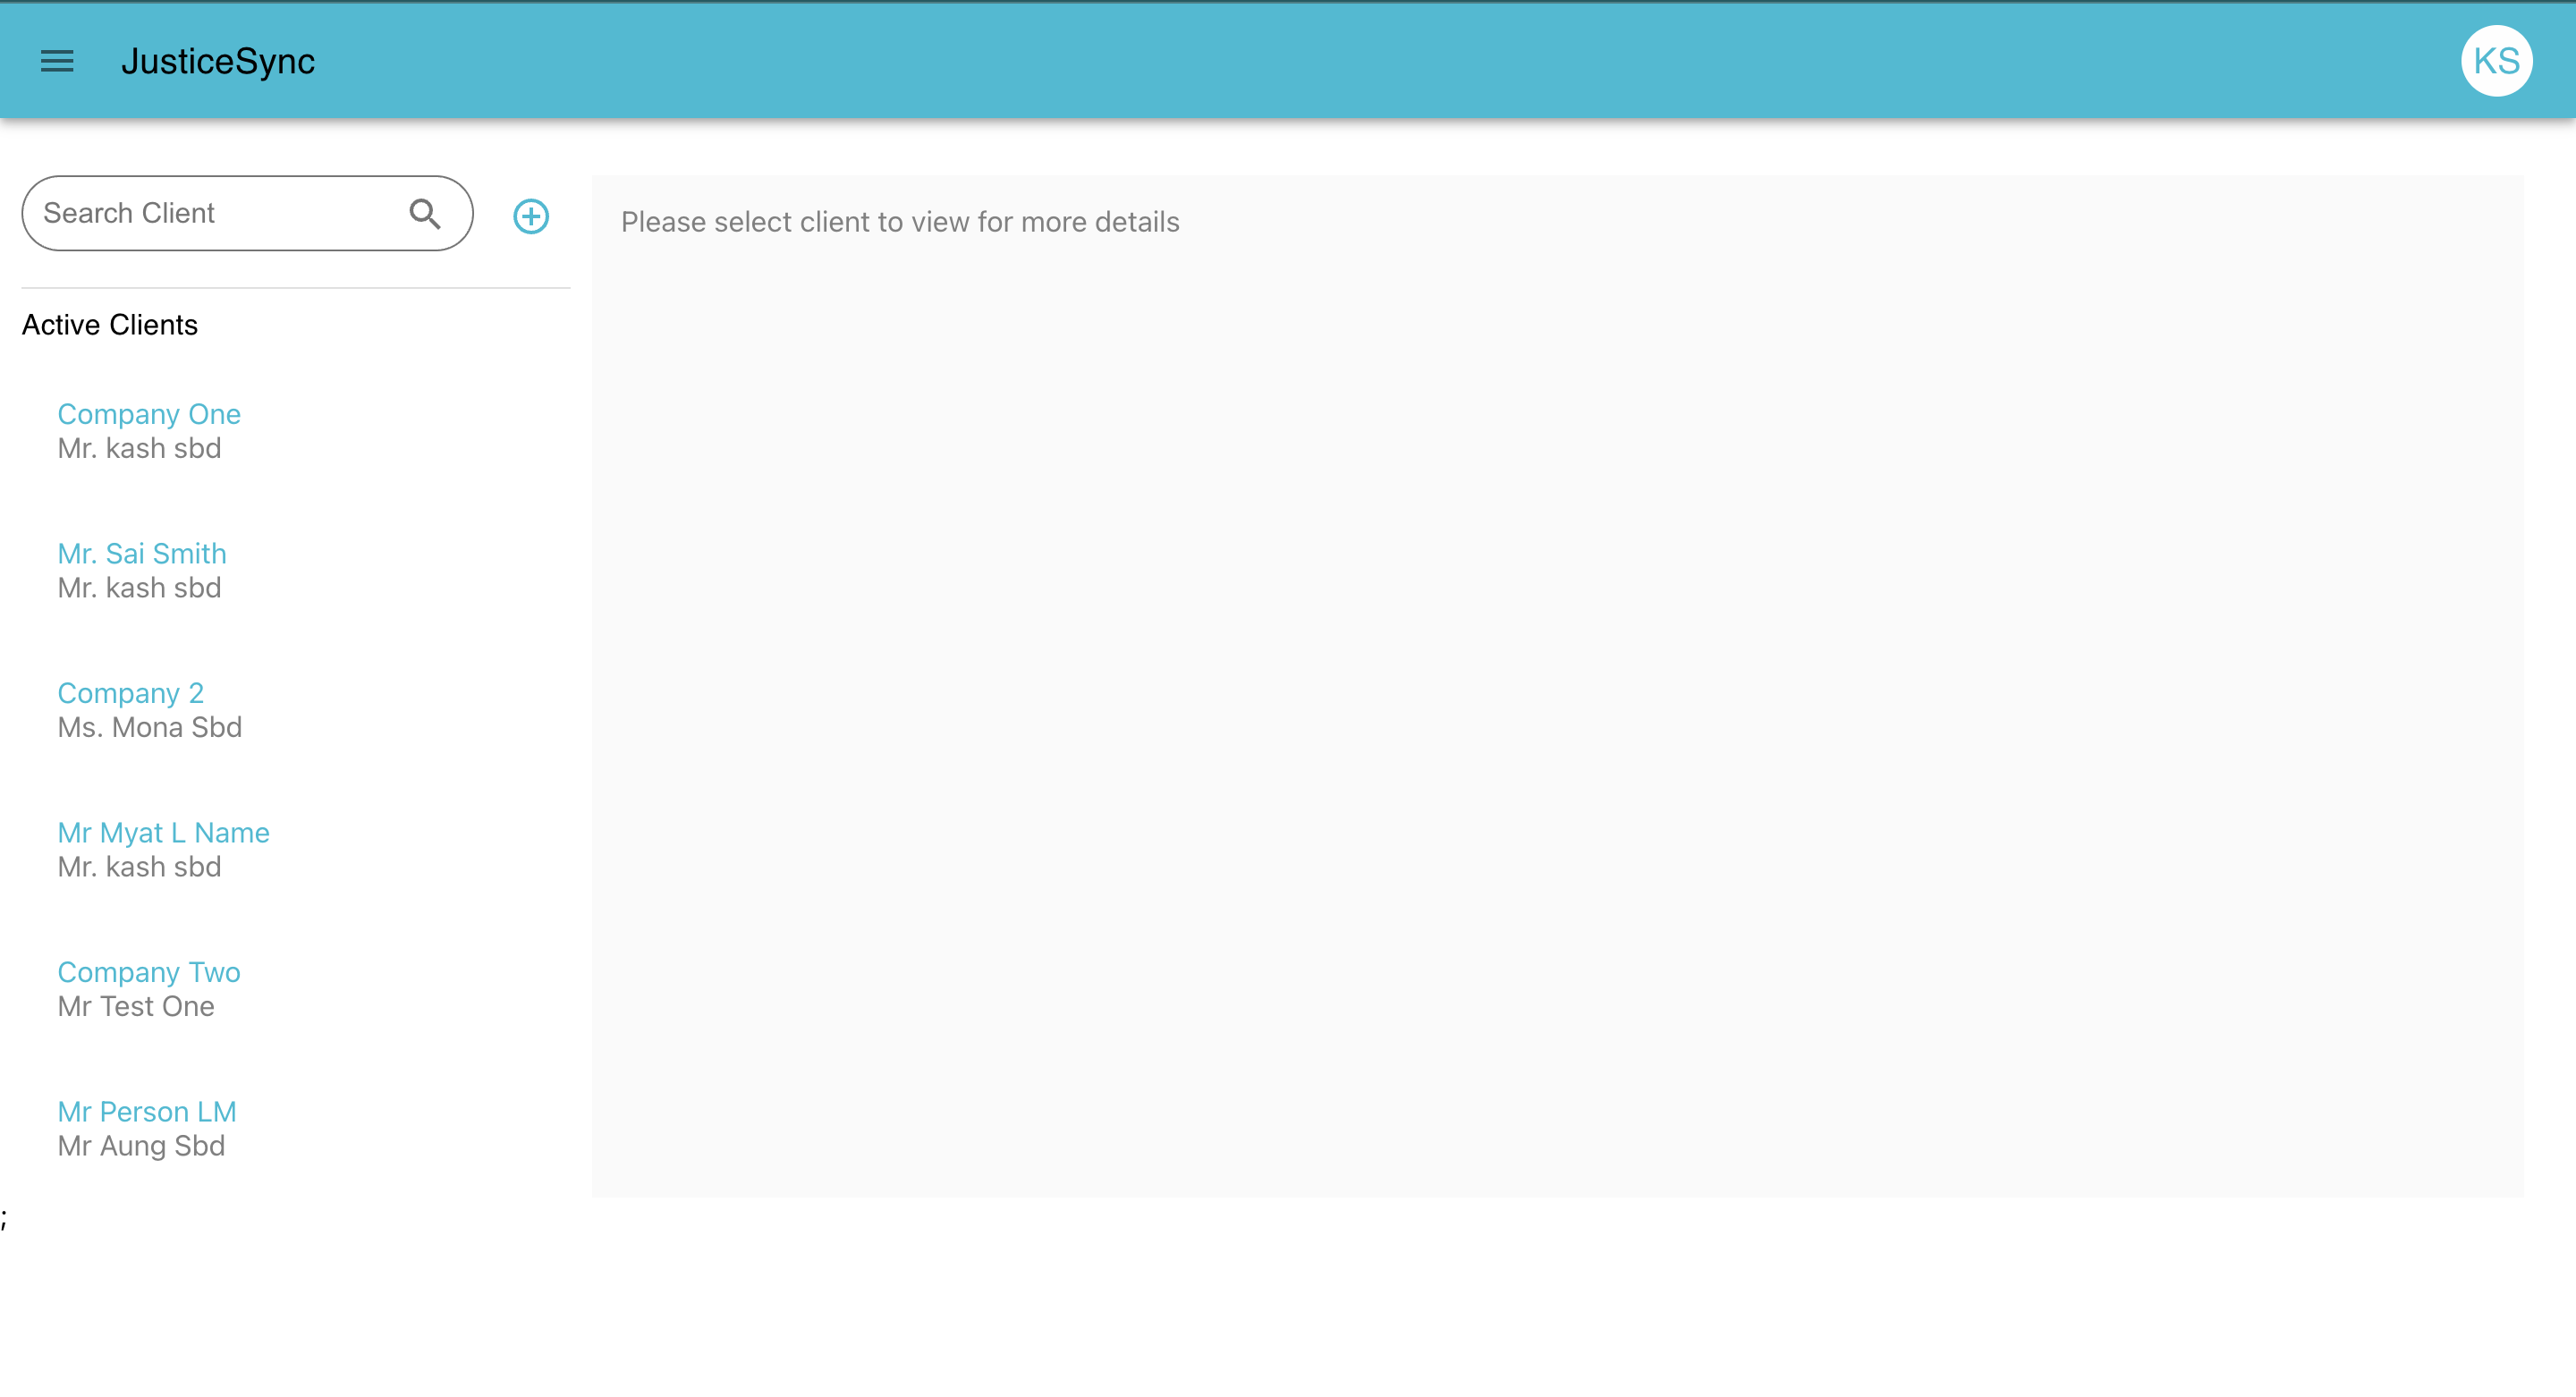 JusticeSync
KS
Search Client
Please select client to view for more details
Active Clients
Company One
Mr. kash sbd
Mr. Sai Smith
Mr. kash sbd
Company 2
Ms. Mona Sbd
Mr Myat L Name
Mr. kash sbd
Company Two
Mr Test One
Mr Person LM
Mr Aung Sbd
;